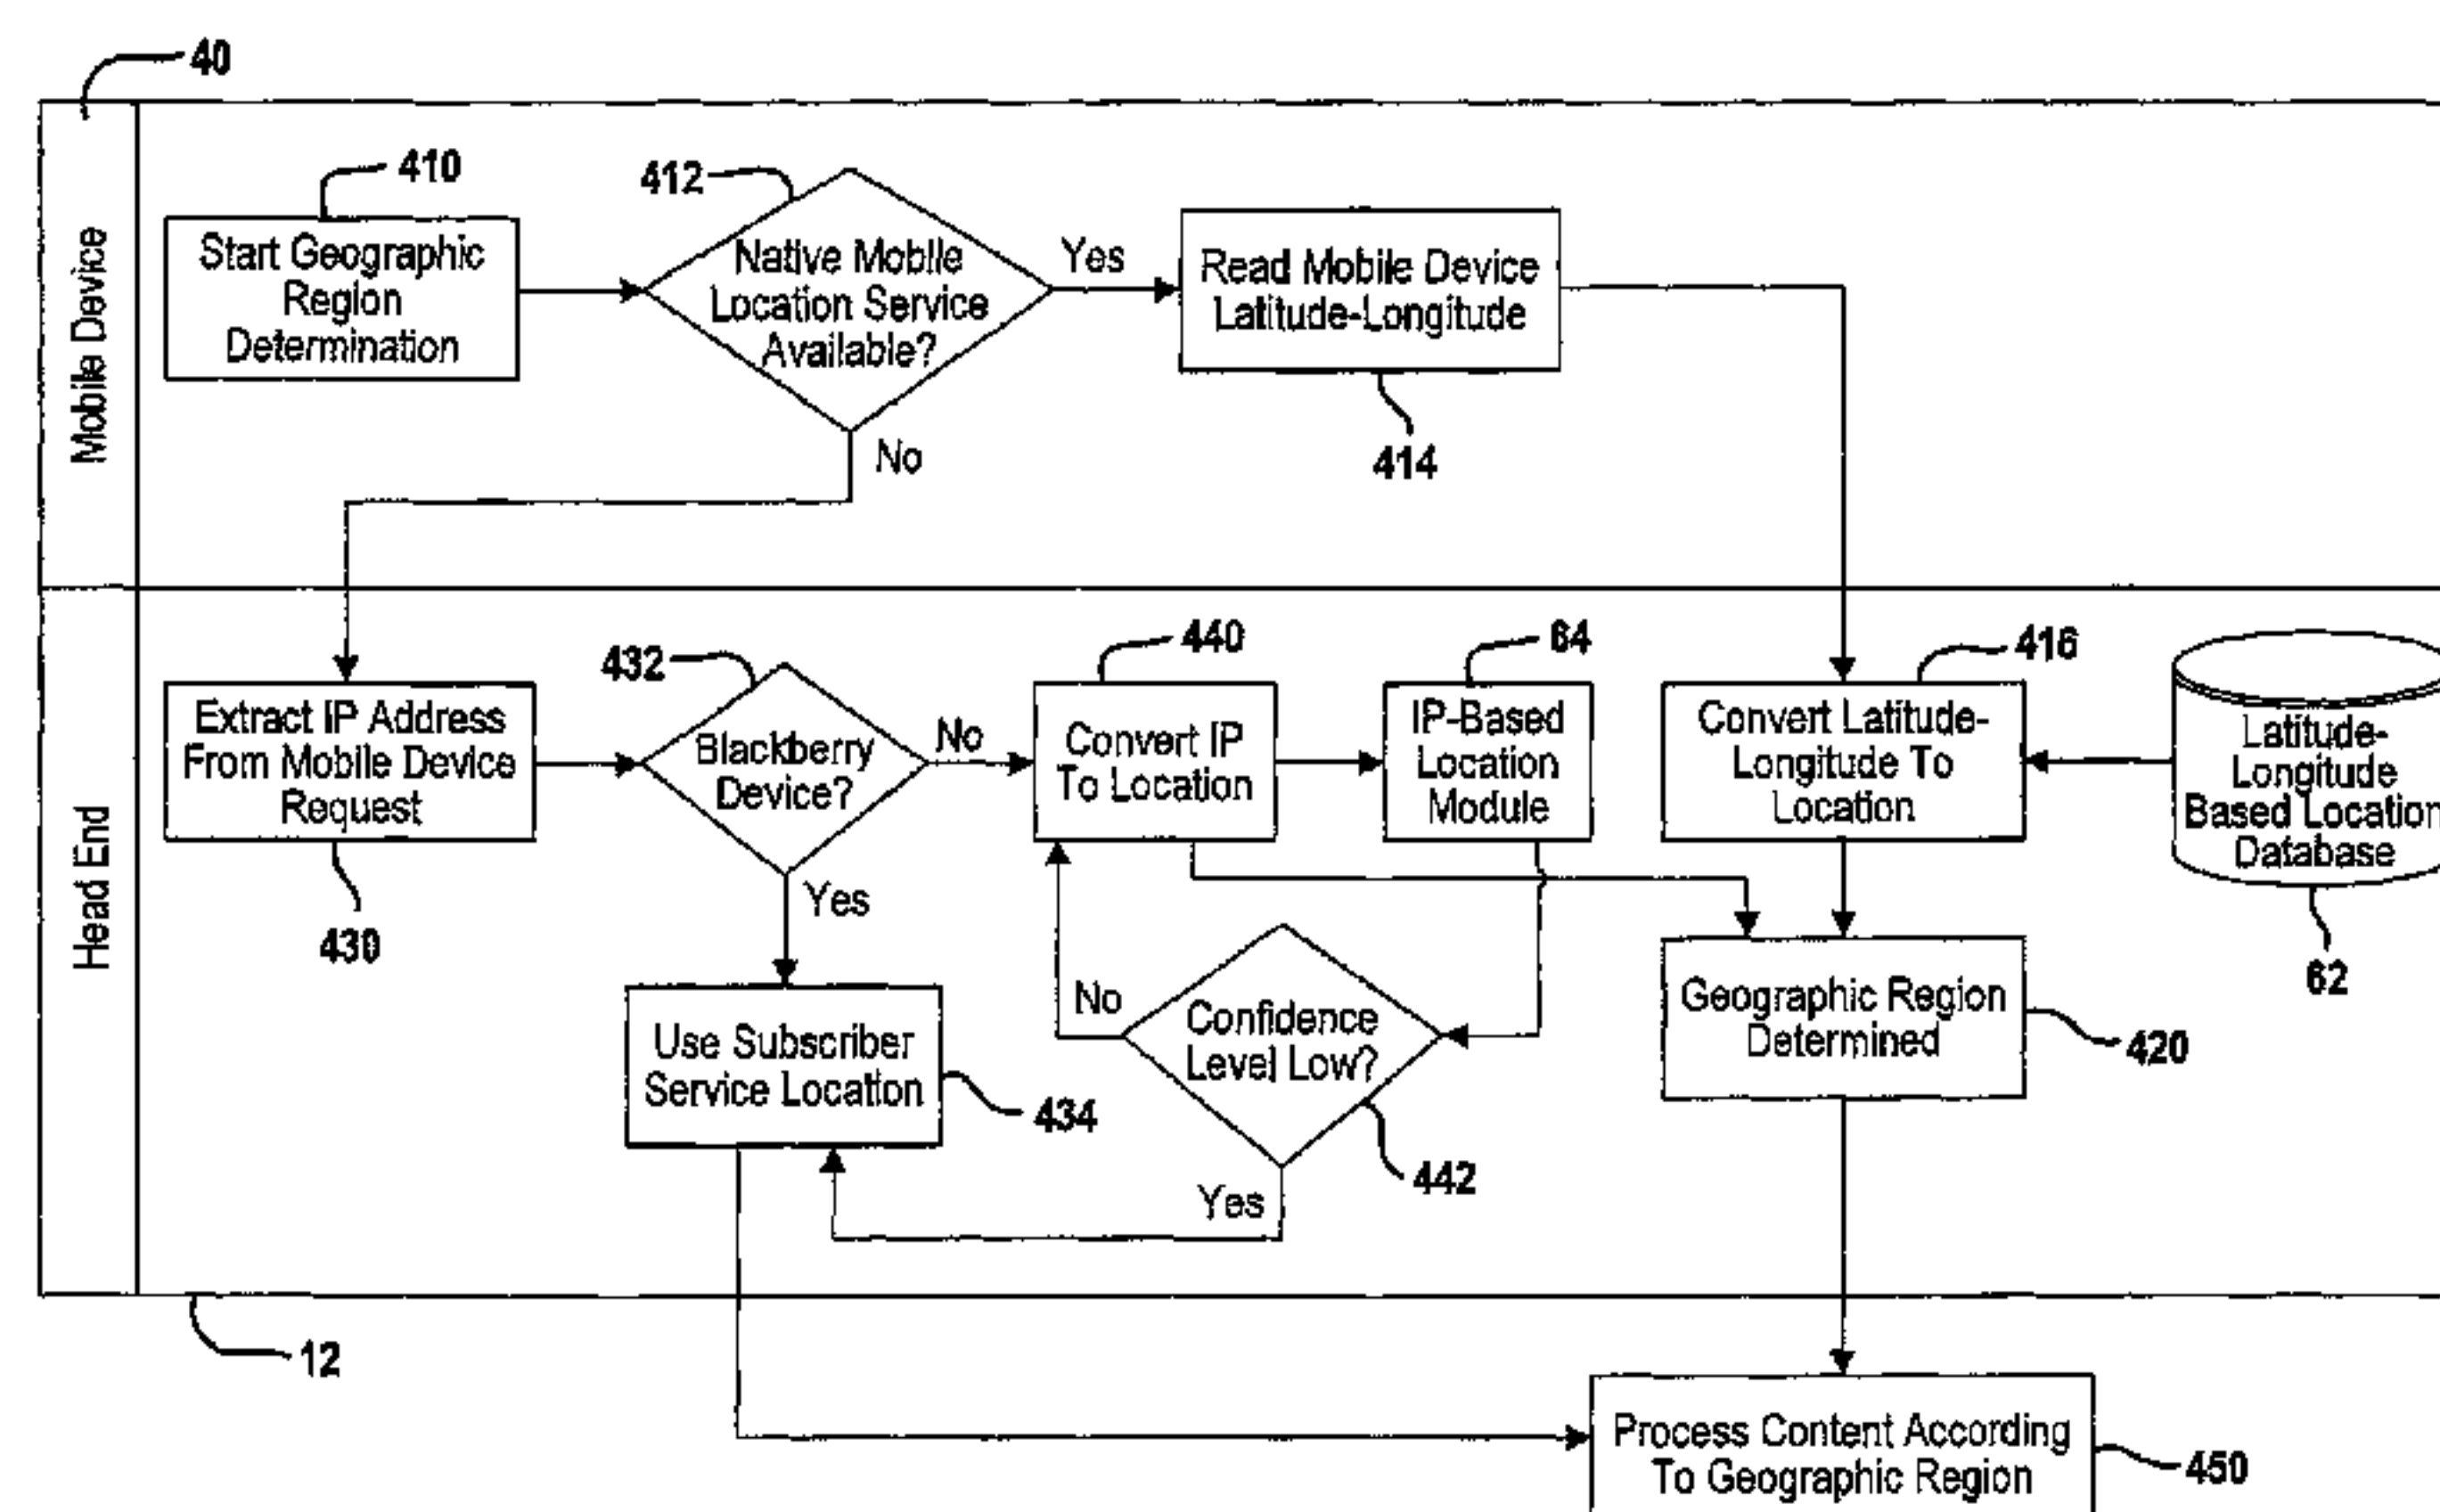 40
410
412
Start Geographic
Region
Determination
Native Mobile
Location Service
Available?
Yes
Read Mobile Device
Latitude-Longitude
414
No
Mobile Device
440
64
432
416
Extract IP Address
From Mobile Device
Request
Blackberry
Device?
No
Convert IP
To Location
IP-Based
Location
Module
Convert Latitude-
Longitude To
Location
Latitude-
Longitude
Based Location
Database
Yes
430
62
Head End
No
Confidence
Level Low?
Geographic Region
Determined
420
Use Subscriber
Service Location
434
442
Yes
12
Process Content According
To Geographic Region
450